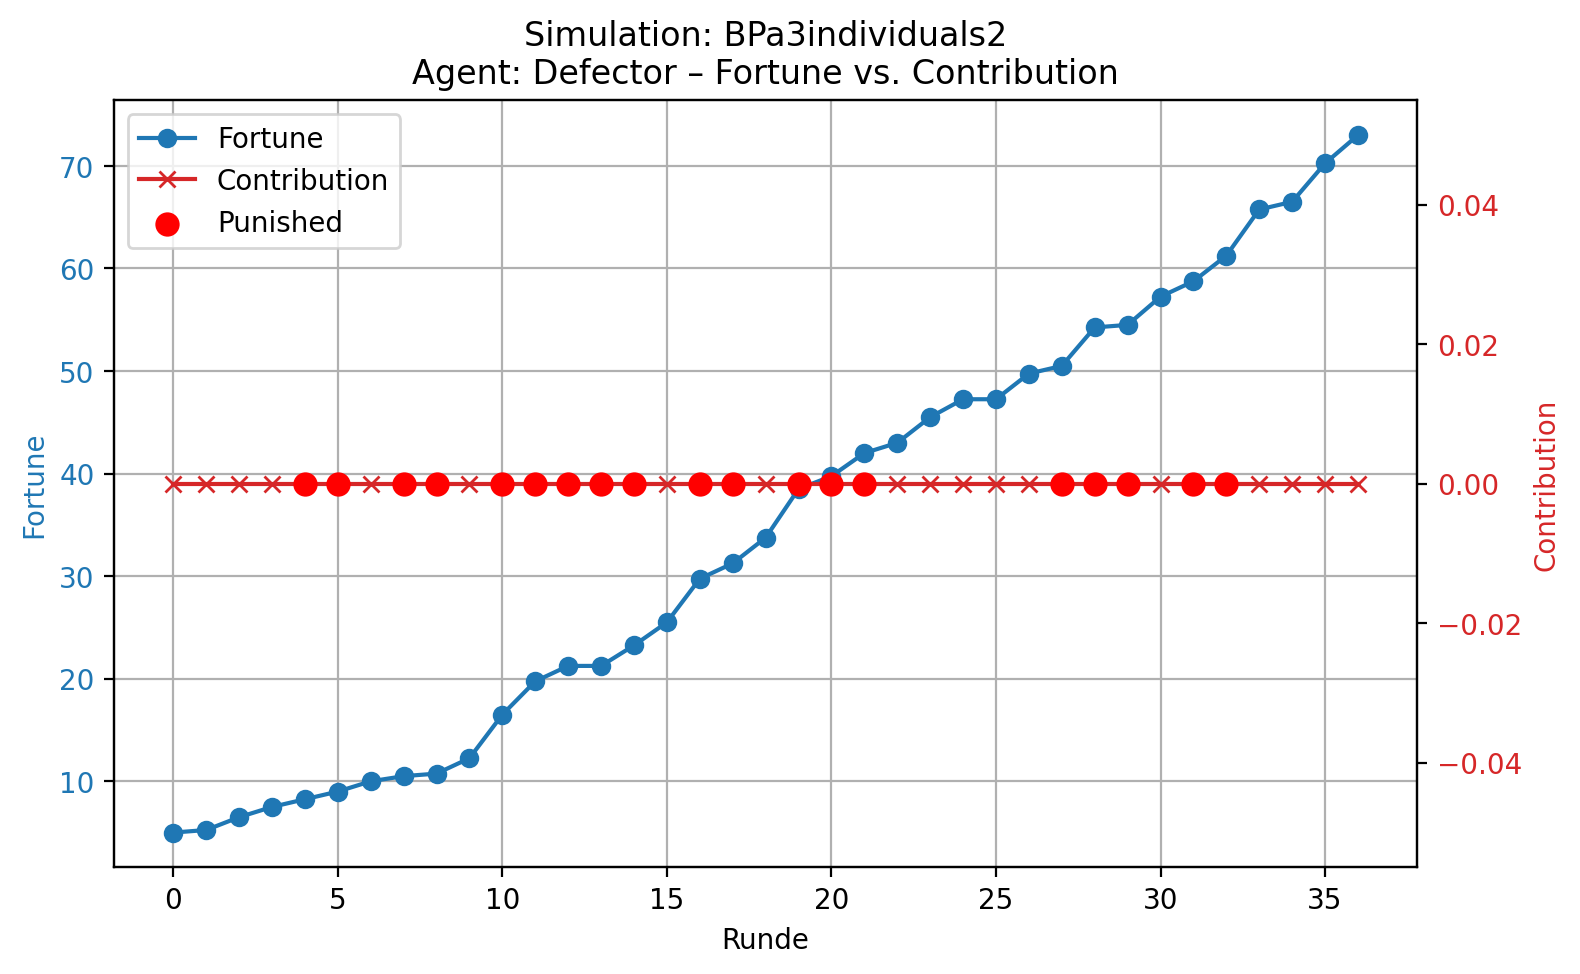 Simulation: BPa3individuals2
Agent: Defector – Fortune vs. Contribution
Fortune
Contribution
Punished
70
60
50
40
30
20
10
Fortune
0.04
0.02
0.00
−0.02
−0.04
Contribution
0 5 10 15 20 25 30 35
Runde